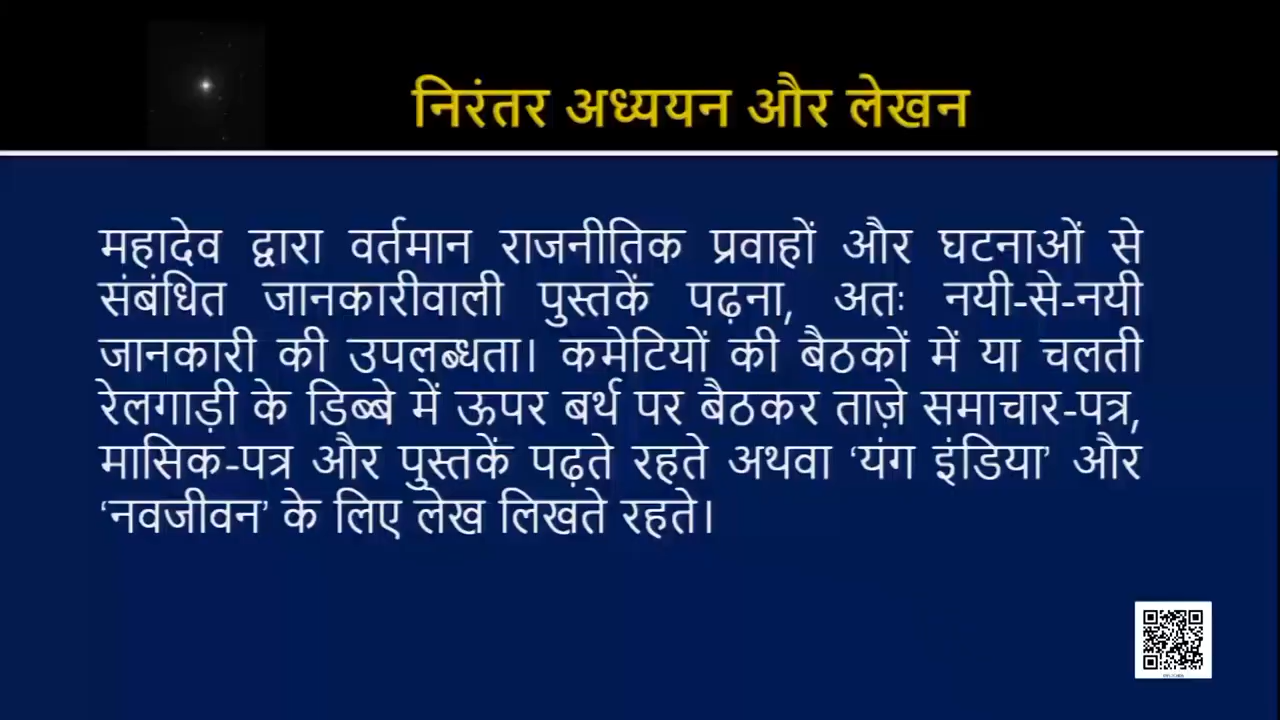 निरंतर अध्ययन और लेखन
महादेव द्वारा वर्तमान राजनीतिक प्रवाहों और घटनाओं से
संबंधित जानकारीवाली पुस्तकें पढ़ना, अतः नयी-से-नयी
जानकारी की उपलब्धता। कमेटियों की बैठकों में या चलती
रेलगाड़ी के डिब्बे में ऊपर बर्थ पर बैठकर ताज़े समाचार-पत्र,
मासिक-पत्र और पुस्तकें पढ़ते रहते अथवा ‘यंग इंडिया’ और
‘नवजीवन’ के लिए लेख लिखते रहते।